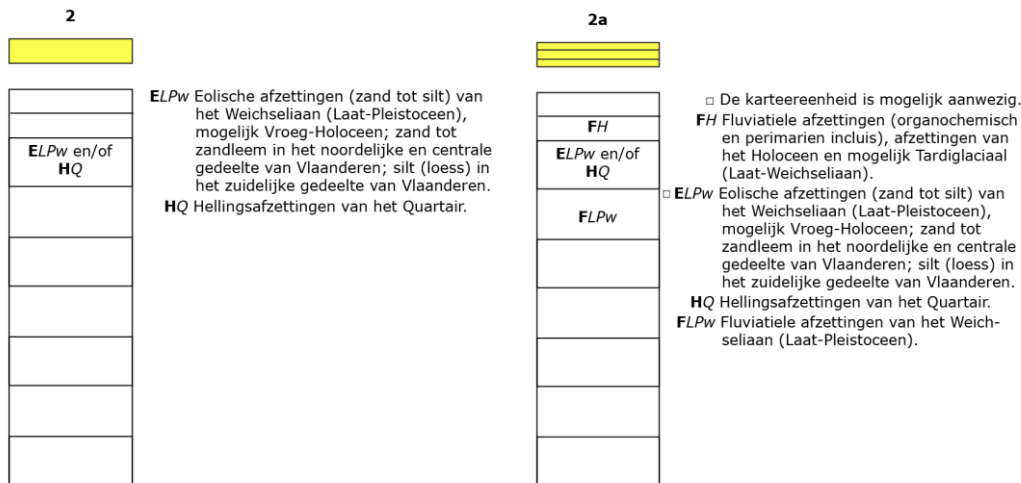 2
ELPw en/of
HQ
ELPw Eolische afzettingen (zand tot silt) van
het Weichseliaan (Laat-Pleistoceen),
mogelijk Vroeg-Holoceen; zand tot
zandleem in het noordelijke en centrale
gedeelte van Vlaanderen; silt (loess) in
het zuidelijke gedeelte van Vlaanderen.
HQ Hellingsafzettingen van het Quartair.
2a
FH
ELPw en/of
HQ
FLPw
□ De karteereenheid is mogelijk aanwezig.
FH Fluviatiele afzettingen (organochemisch
en perimarien incluis), afzettingen van
het Holoceen en mogelijk Tardiglaciaal
(Laat-Weichseliaan).
□ ELPw Eolische afzettingen (zand tot silt) van
het Weichseliaan (Laat-Pleistoceen),
mogelijk Vroeg-Holoceen; zand tot
zandleem in het noordelijke en centrale
gedeelte van Vlaanderen; silt (loess) in
het zuidelijke gedeelte van Vlaanderen.
HQ Hellingsafzettingen van het Quartair.
FLPw Fluviatiele afzettingen van het Weich-
seliaan (Laat-Pleistoceen).